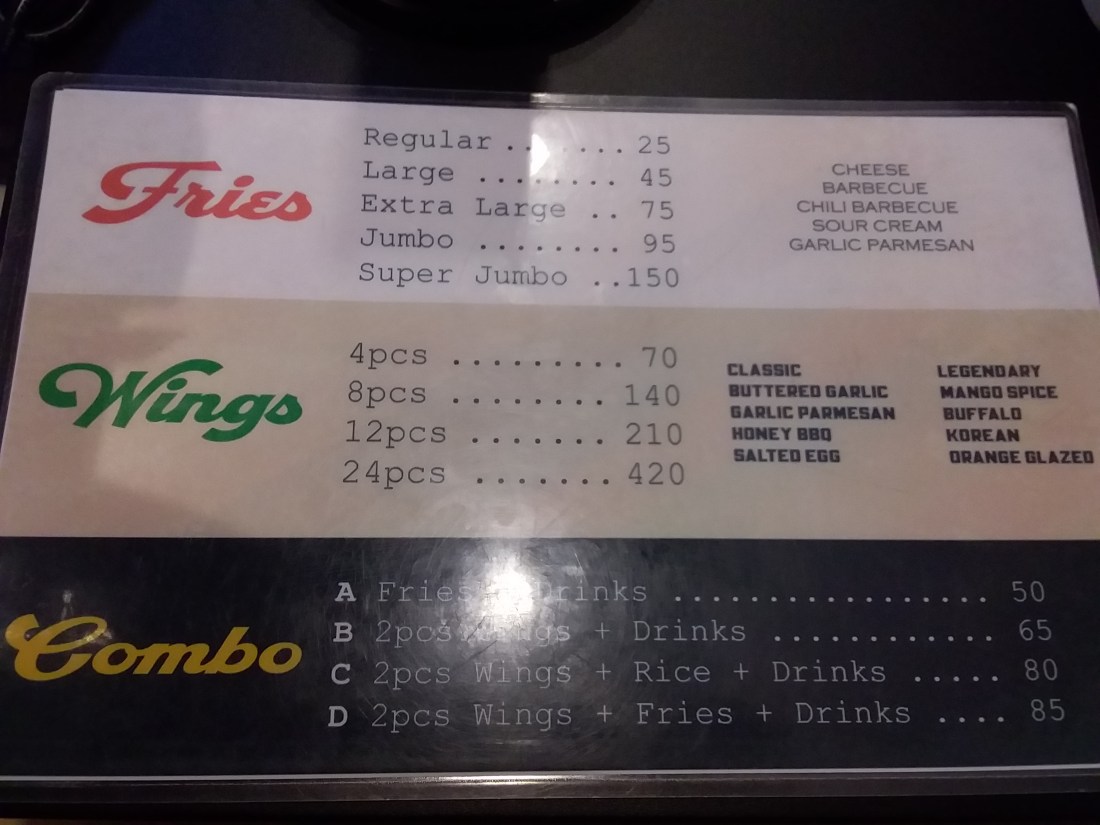 Fries
Regular ....... 25
Large ........ 45
Extra Large .. 75
Jumbo ........ 95
Super Jumbo ..150
CHEESE
BARBECUE
CHILI BARBECUE
SOUR CREAM
GARLIC PARMESAN
Wings
4pcs ......... 70
8pcs ........ 140
12pcs ....... 210
24pcs ....... 420
CLASSIC
BUTTERED GARLIC
GARLIC PARMESAN
HONEY BBQ
SALTED EGG
LEGENDARY
MANGO SPICE
BUFFALO
KOREAN
ORANGE GLAZED
Combo
A Fries + Drinks .................. 50
B 2pcs Wings + Drinks ............. 65
C 2pcs Wings + Rice + Drinks ..... 80
D 2pcs Wings + Fries + Drinks .... 85